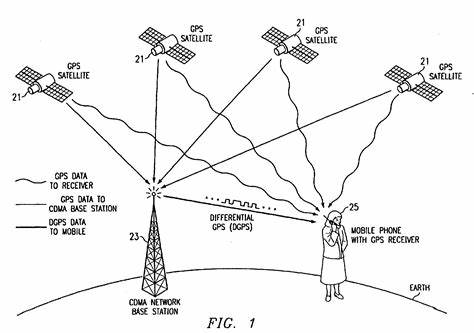 GPS
SATELLITE
21
GPS
SATELLITE
21
21
GPS
SATELLITE
21
GPS
SATELLITE
GPS DATA
TO RECEIVER
GPS DATA TO
CDMA BASE STATION
DGPS DATA
TO MOBILE
23
DIFFERENTIAL
GPS (DGPS)
25
MOBILE PHONE
WITH GPS RECEIVER
CDMA NETWORK
BASE STATION
EARTH
FIG. 1